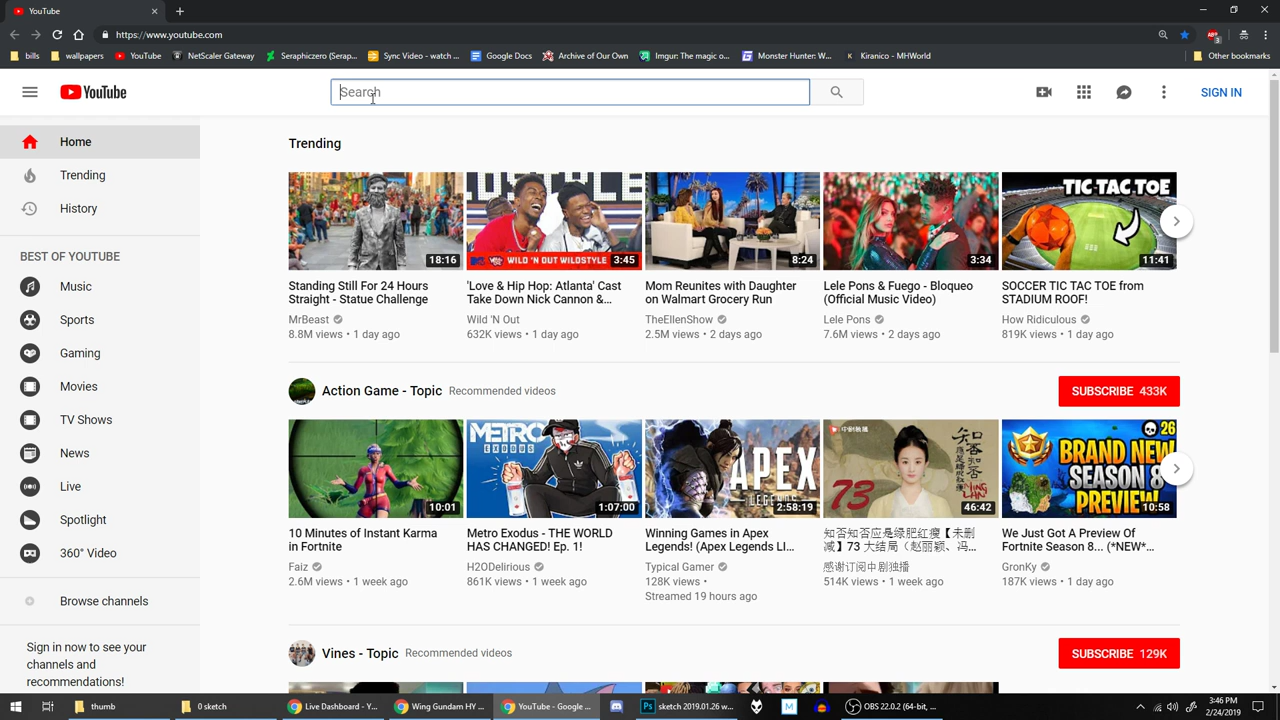 YouTube
https://www.youtube.com
bills
wallpapers
YouTube
NetScaler Gateway
Seraphiczero (Serap...
Sync Video - watch ...
Google Docs
Archive of Our Own
Imgur: The magic o...
Monster Hunter: W...
Kiranico - MHWorld
Other bookmarks
YouTube
Search
SIGN IN
Home
Trending
History
BEST OF YOUTUBE
Music
Sports
Gaming
Movies
TV Shows
News
Live
Spotlight
360° Video
Browse channels
Sign in now to see your
channels and
recommendations!
Trending
18:16
WILD 'N OUT WILDSTYLE
3:45
8:24
3:34
TIC TAC TOE
11:41
Standing Still For 24 Hours
Straight - Statue Challenge
MrBeast
8.8M views • 1 day ago
'Love & Hip Hop: Atlanta' Cast
Take Down Nick Cannon &...
Wild 'N Out
632K views • 1 day ago
Mom Reunites with Daughter
on Walmart Grocery Run
TheEllenShow
2.5M views • 2 days ago
Lele Pons & Fuego - Bloqueo
(Official Music Video)
Lele Pons
7.6M views • 2 days ago
SOCCER TIC TAC TOE from
STADIUM ROOF!
How Ridiculous
819K views • 1 day ago
Action Game - Topic
Recommended videos
SUBSCRIBE 433K
10:01
METRO
EXODUS
1:07:00
APEX
LEGENDS
2:58:19
知否知否
73
46:42
26
BRAND NEW
SEASON 8
PREVIEW
10:58
10 Minutes of Instant Karma
in Fortnite
Faiz
2.6M views • 1 week ago
Metro Exodus - THE WORLD
HAS CHANGED! Ep. 1!
H2ODelirious
861K views • 1 week ago
Winning Games in Apex
Legends! (Apex Legends LI...
Typical Gamer
128K views •
Streamed 19 hours ago
知否知否应是绿肥红瘦【未删
减】73 大结局（赵丽颖、冯...
感谢订阅中剧独播
514K views • 1 week ago
We Just Got A Preview Of
Fortnite Season 8... (*NEW*...
GronKy
187K views • 1 day ago
Vines - Topic
Recommended videos
SUBSCRIBE 129K
thumb
0 sketch
Live Dashboard - Y...
Wing Gundam HY ...
YouTube - Google ...
sketch 2019.01.26 w...
OBS 22.0.2 (64-bit, ...
3:46 PM
2/24/2019